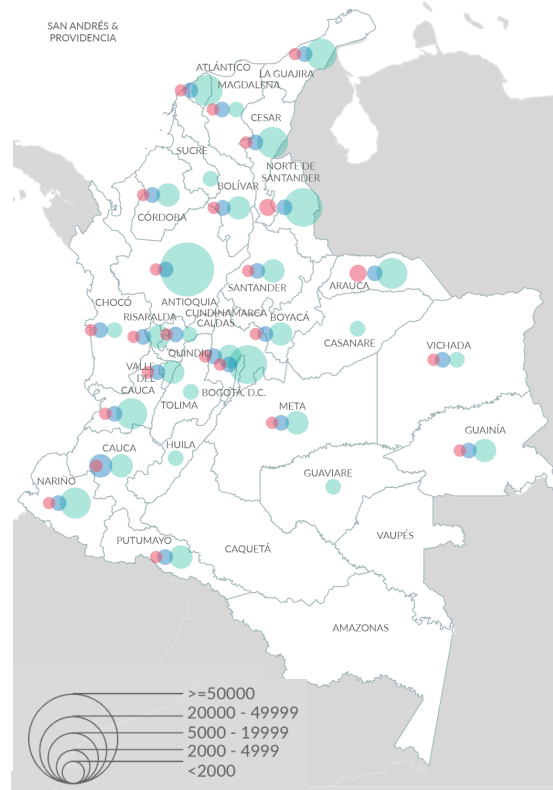 SAN ANDRÉS &
PROVIDENCIA
ATLÁNTICO
LA GUAJIRA
MAGDALENA
CESAR
SUCRE
NORTE DE
SANTANDER
BOLÍVAR
CÓRDOBA
SANTANDER
ARAUCA
CHOCÓ
ANTIOQUIA
RISARALDA
CUNDINAMARCA
CALDAS
BOYACÁ
CASANARE
VICHADA
QUINDIO
VALLE
DEL
CAUCA
TOLIMA
BOGOTÁ, D.C.
META
GUAINÍA
CAUCA
HUILA
GUAVIARE
NARIÑO
PUTUMAYO
CAQUETÁ
VAUPÉS
AMAZONAS
>=50000
20000 - 49999
5000 - 19999
2000 - 4999
<2000